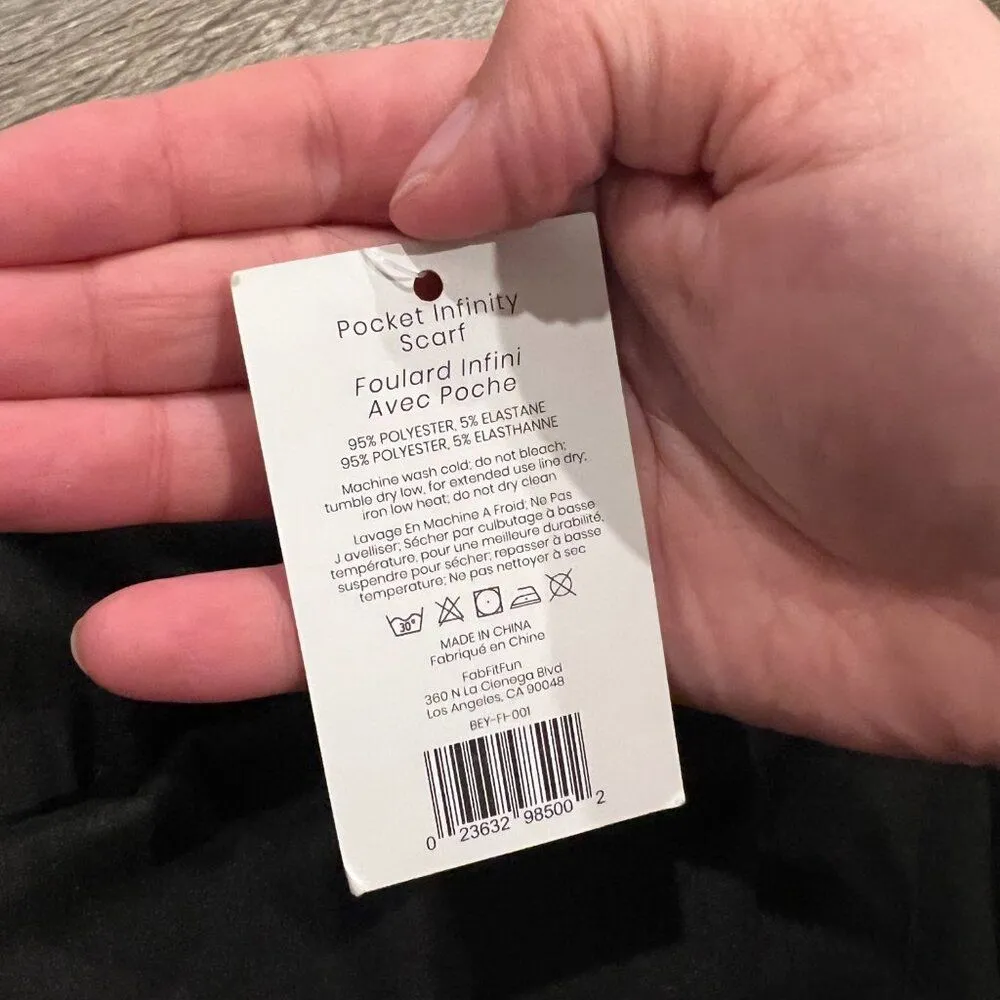 Pocket Infinity
Scarf
Foulard Infini
Avec Poche
95% POLYESTER, 5% ELASTANE
95% POLYESTER, 5% ELASTHANNE
Machine wash cold; do not bleach;
tumble dry low, for extended use line dry;
iron low heat; do not dry clean
Lavage En Machine A Froid; Ne Pas
J avelliser; Sécher par culbutage à basse
température, pour une meilleure durabilité,
suspendre pour sécher; repasser à basse
temperature; Ne pas nettoyer à sec
30°
MADE IN CHINA
Fabriqué en Chine
FabFitFun
360 N La Cienega Blvd
Los Angeles, CA 90048
BEY-FI-001
0 23632 98500 2